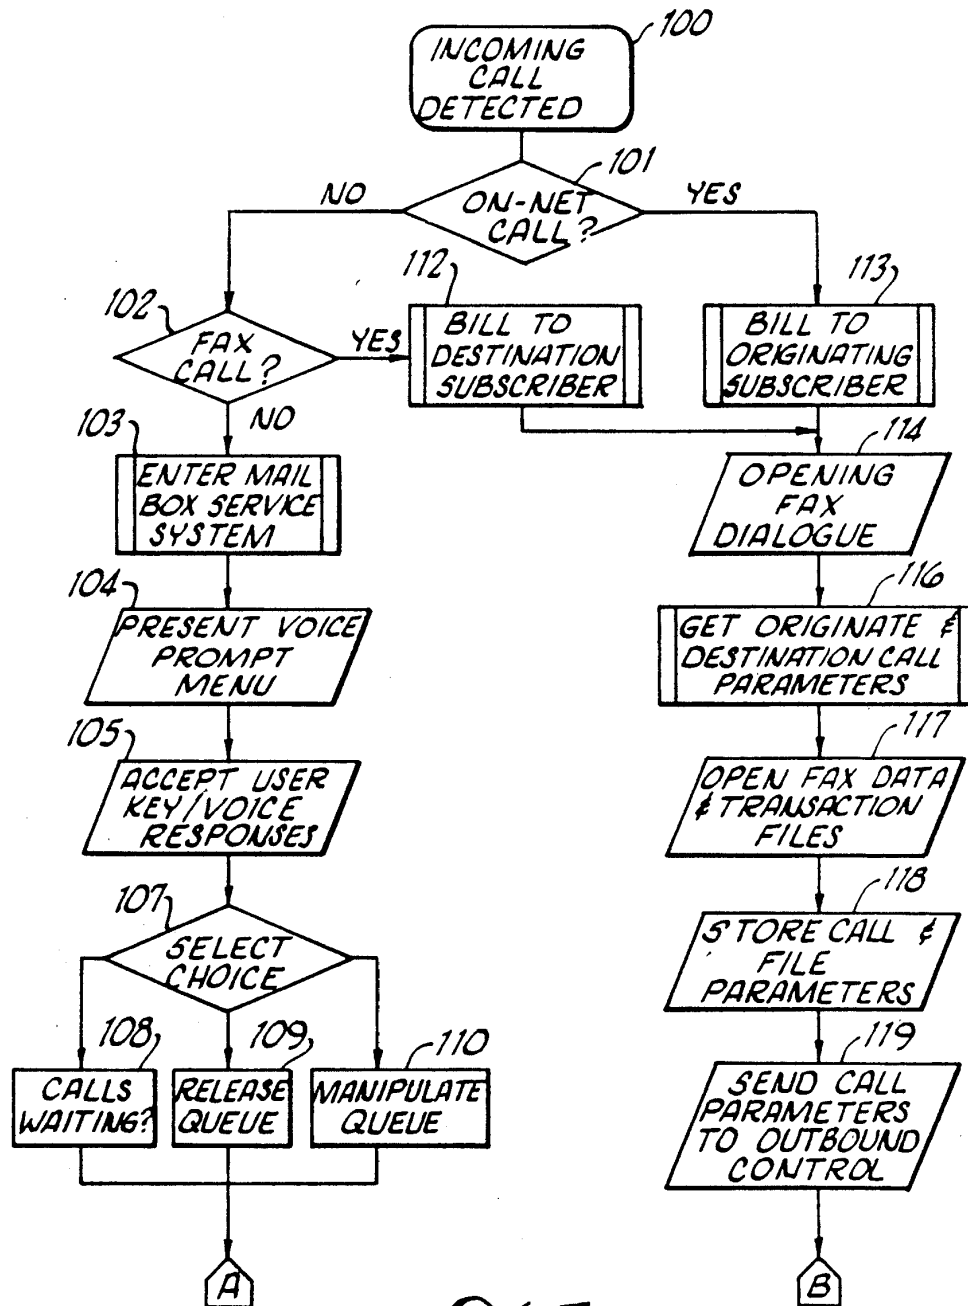 100
INCOMING
CALL
DETECTED
101
NO
ON-NET
CALL?
YES
112
113
102
FAX
CALL?
YES
BILL TO
DESTINATION
SUBSCRIBER
BILL TO
ORIGINATING
SUBSCRIBER
NO
103
114
ENTER MAIL
BOX SERVICE
SYSTEM
OPENING
FAX
DIALOGUE
104
116
PRESENT VOICE
PROMPT
MENU
GET ORIGINATE &
DESTINATION CALL
PARAMETERS
105
117
ACCEPT USER
KEY/VOICE
RESPONSES
OPEN FAX DATA
& TRANSACTION
FILES
107
118
SELECT
CHOICE
STORE CALL &
FILE
PARAMETERS
108
109
110
119
CALLS
WAITING?
RELEASE
QUEUE
MANIPULATE
QUEUE
SEND CALL
PARAMETERS
TO OUTBOUND
CONTROL
A
B